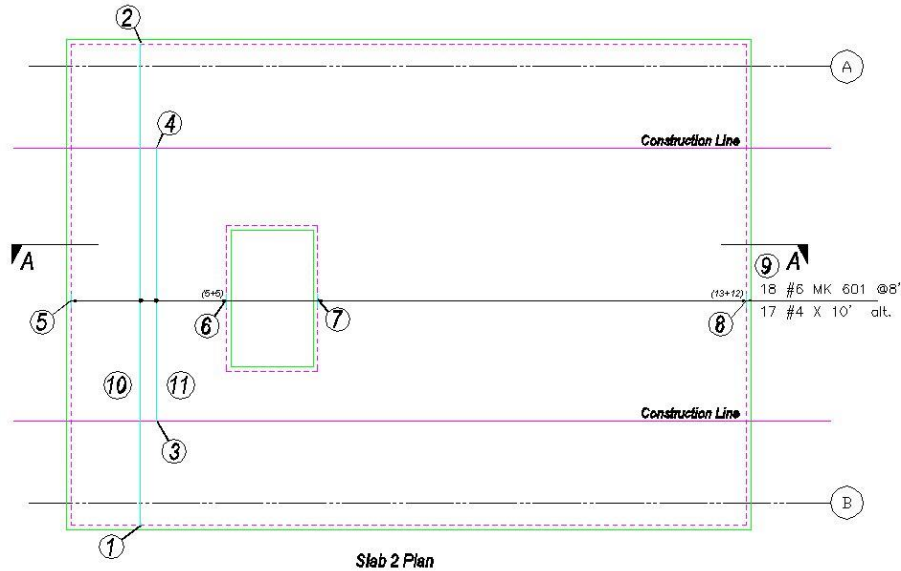 2
A
4
Construction Line
A
A
9
(5+5)
(13+12)
18 #6 MK 601 @8'
17 #4 X 10' alt.
5
6
7
8
10
11
Construction Line
3
B
1
Slab 2 Plan